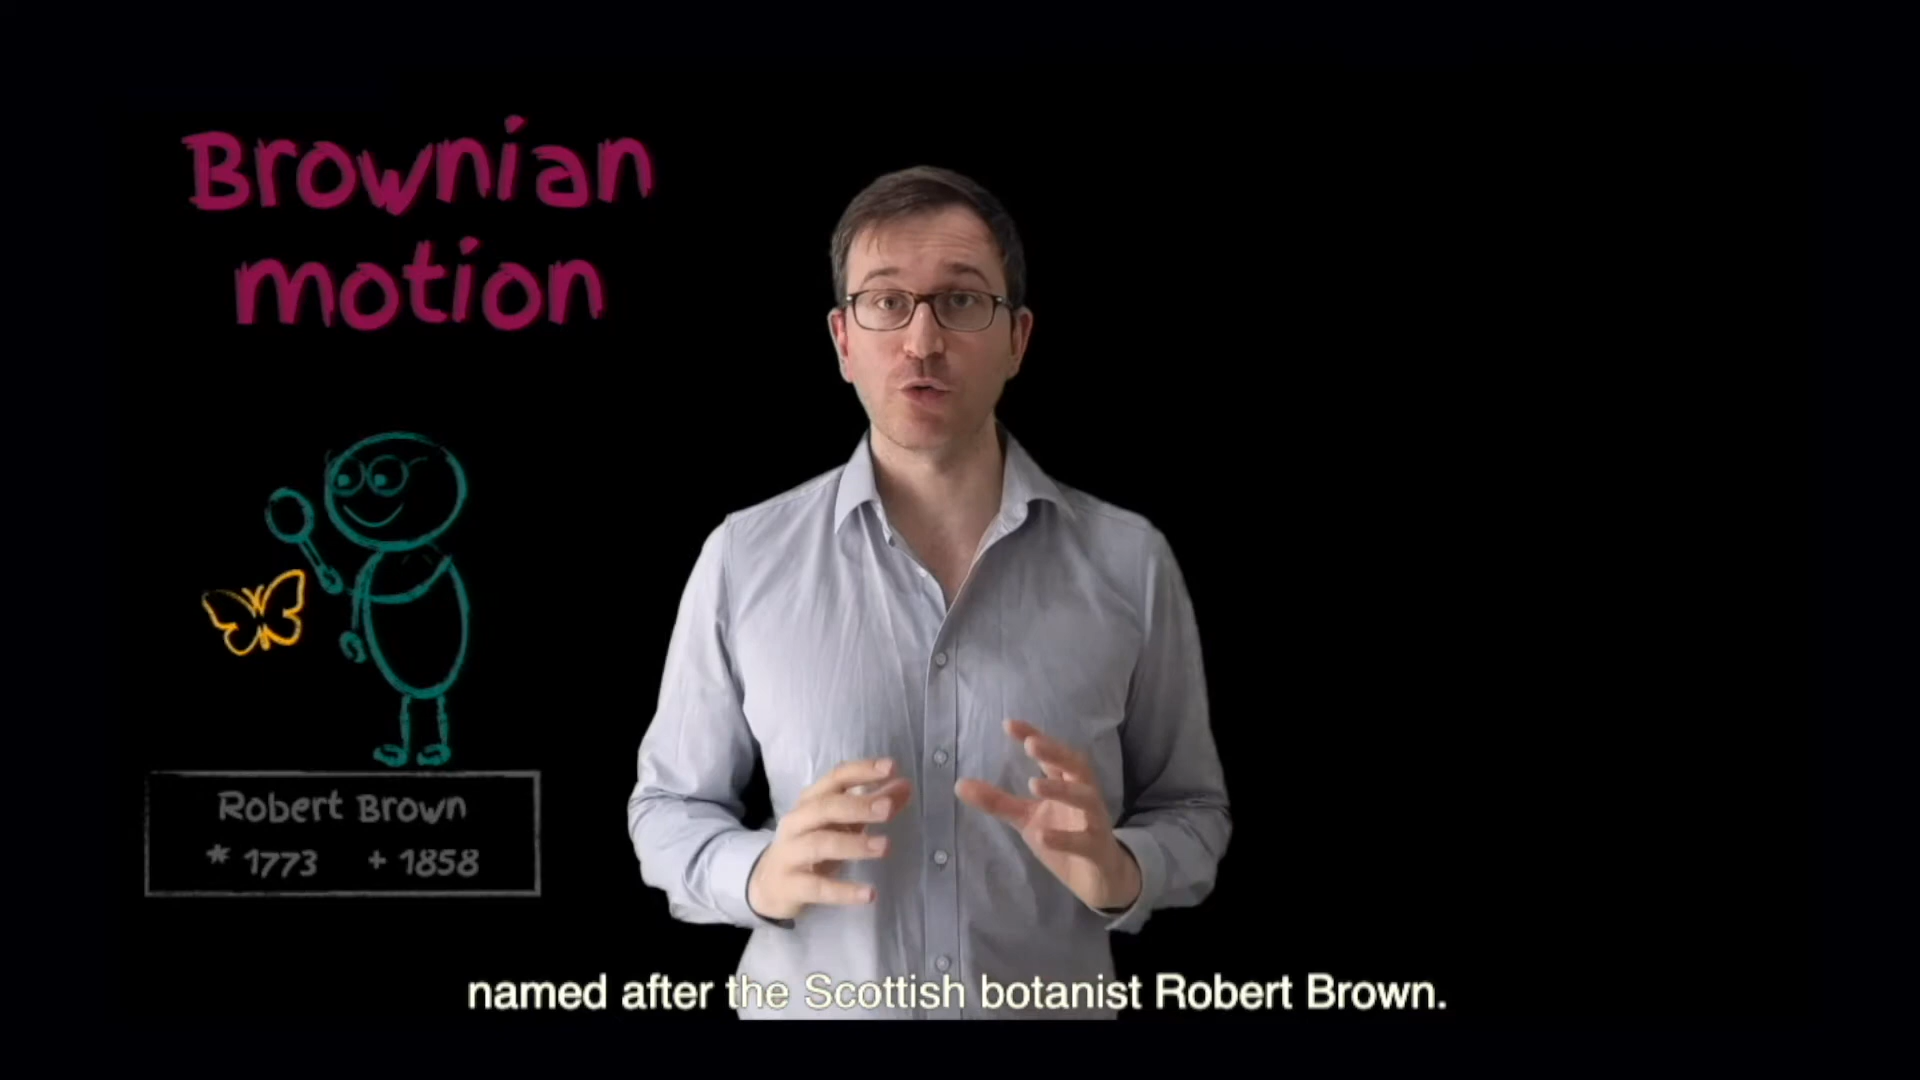 Brownian
motion
Robert Brown
* 1773 + 1858
named after the Scottish botanist Robert Brown.